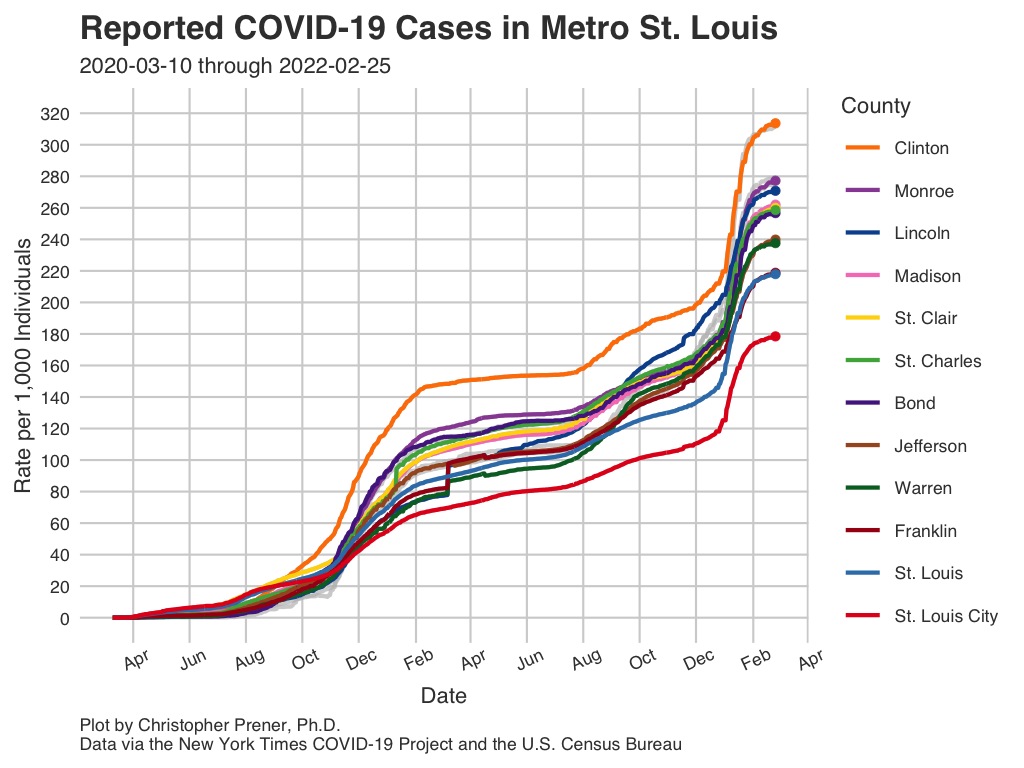 Reported COVID-19 Cases in Metro St. Louis
2020-03-10 through 2022-02-25
Rate per 1,000 Individuals
320
300
280
260
240
220
200
180
160
140
120
100
80
60
40
20
0
Apr Jun Aug Oct Dec Feb Apr Jun Aug Oct Dec Feb Apr
Date
County
Clinton
Monroe
Lincoln
Madison
St. Clair
St. Charles
Bond
Jefferson
Warren
Franklin
St. Louis
St. Louis City
Plot by Christopher Prener, Ph.D.
Data via the New York Times COVID-19 Project and the U.S. Census Bureau